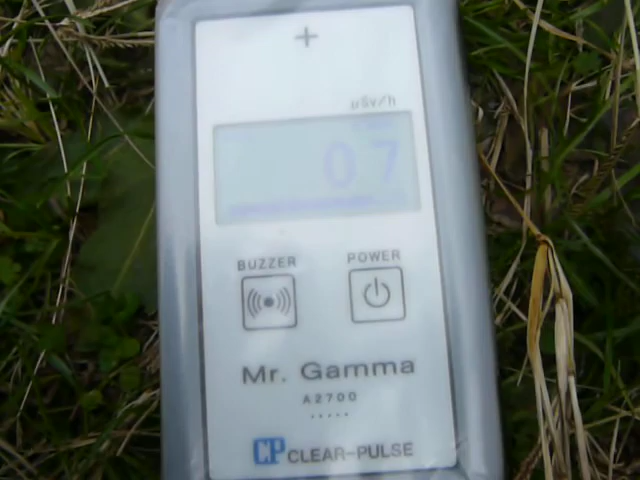 +
μSv/h
07
BUZZER POWER
Mr. Gamma
A2700
CP CLEAR-PULSE